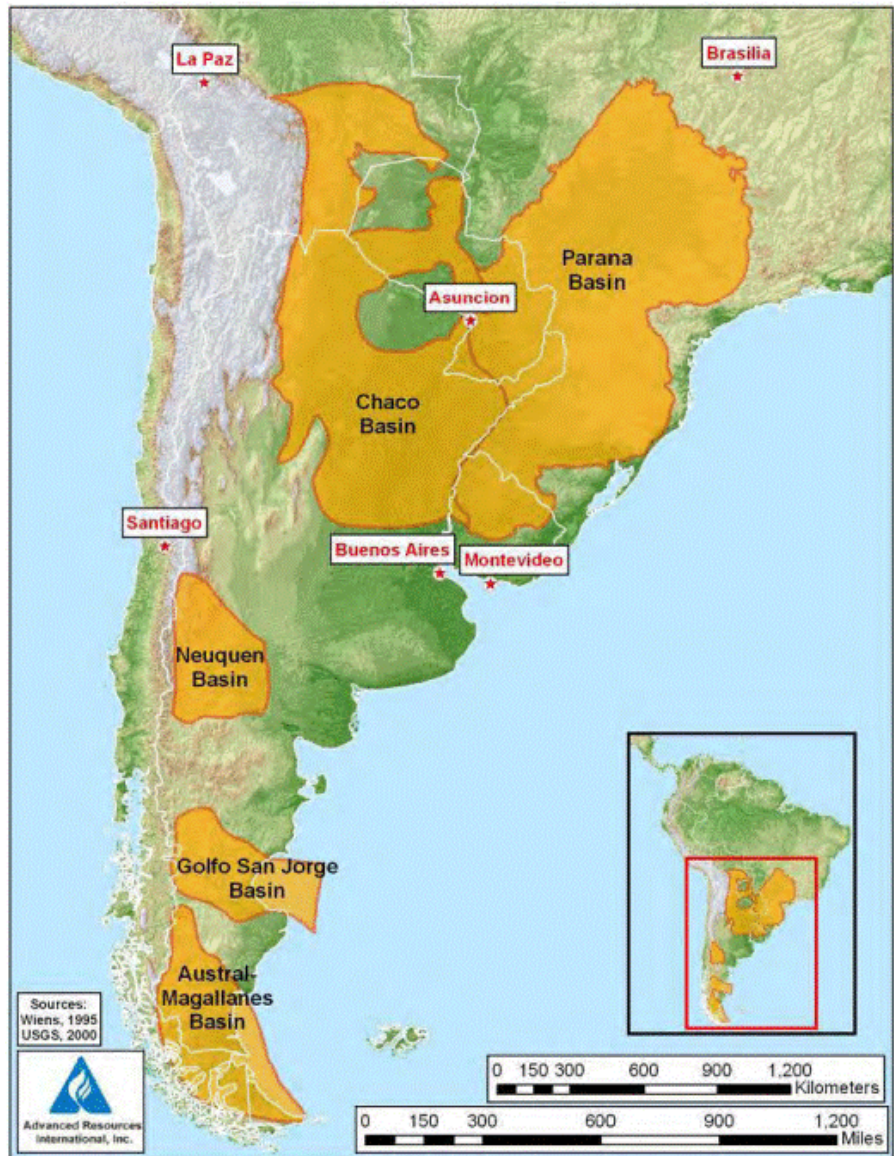 La Paz
Brasilia
Parana
Basin
Asuncion
Chaco
Basin
Santiago
Buenos Aires
Montevideo
Neuquen
Basin
Golfo San Jorge
Basin
Austral-
Magallanes
Basin
Sources:
Wiens, 1995
USGS, 2000
Advanced Resources
International, Inc.
0 150 300 600 900 1,200
Kilometers
0 150 300 600 900 1,200
Miles